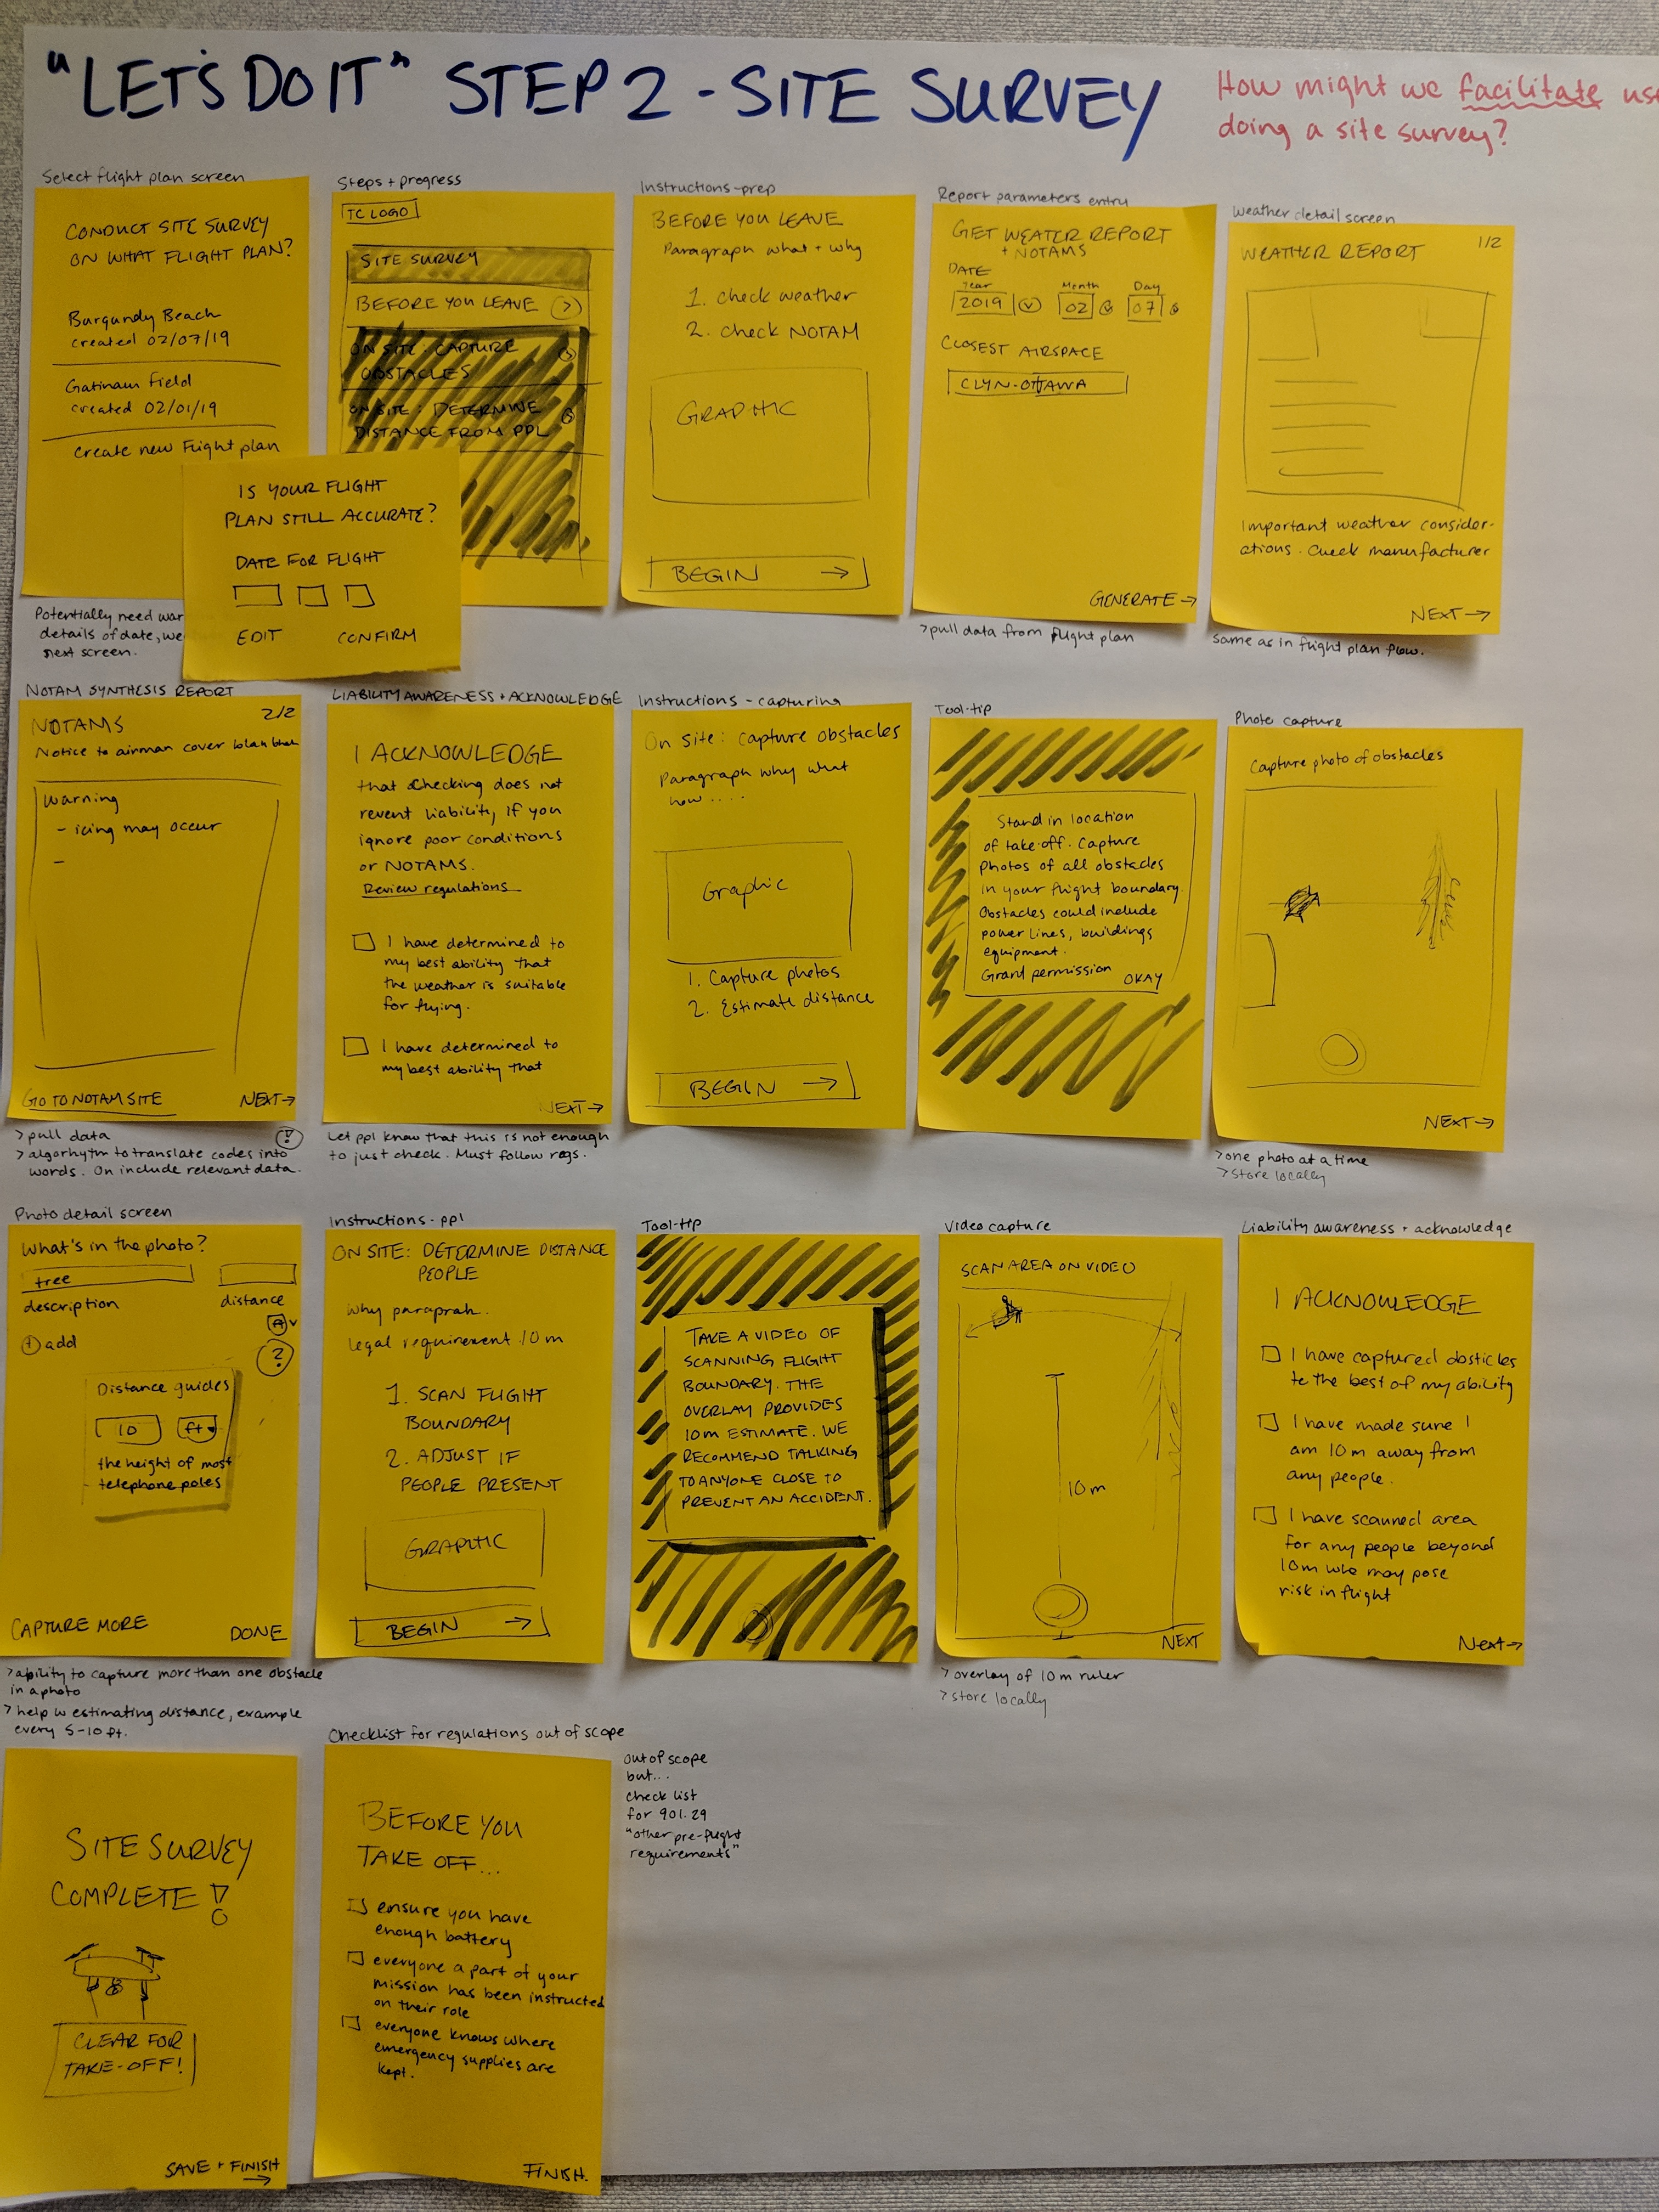 "LET'S DO IT" STEP 2 - SITE SURVEY
How might we facilitate
doing a site survey?
Select flight plan screen
CONDUCT SITE SURVEY
ON WHAT FLIGHT PLAN?
Burgundy Beach
created 02/07/19
Gatinam Field
created 02/01/19
create new Flight plan
IS YOUR FLIGHT
PLAN STILL ACCURATE?
DATE FOR FLIGHT
EDIT CONFIRM
Potentially need
details of date,
next screen.
Steps + progress
TC LOGO
SITE SURVEY
BEFORE YOU LEAVE >
ON SITE: CAPTURE
OBSTACLES
ON SITE: DETERMINE
DISTANCE FROM PPL
Instructions-prep
BEFORE YOU LEAVE
Paragraph what + why
1. check weather
2. check NOTAM
GRAPHIC
BEGIN →
Report parameters entry
GET WEATER REPORT
+ NOTAMS
DATE
Year Month Day
2019 02 07
CLOSEST AIRSPACE
CLYN-OTTAWA
GENERATE →
> pull data from flight plan
Weather detail screen
1/2
WEATHER REPORT
Important weather consider-
ations. Check manufacturer
NEXT →
same as in flight plan flow.
NOTAM SYNTHESIS REPORT
2/2
NOTAMS
Notice to airman cover blah blah
Warning
- icing may occur
-
GO TO NOTAM SITE NEXT →
> pull data !
> algorhytm to translate codes into
words. On include relevant data.
LIABILITY AWARENESS + ACKNOWLEDGE
I ACKNOWLEDGE
that checking does not
revent liability, if you
ignore poor conditions
or NOTAMS.
Review regulations
I have determined to
my best ability that
the weather is suitable
for flying.
I have determined to
my best ability that
NEXT →
Let ppl know that this is not enough
to just check. Must follow regs.
Instructions - capturing
On site: capture obstacles
Paragraph why what
how ....
Graphic
1. Capture photos
2. Estimate distance
BEGIN →
Tool-tip
Stand in location
of take off. Capture
photos of all obstacles
in your flight boundary.
Obstacles could include
power lines, buildings
equipment.
Grant permission OKAY
Photo capture
Capture photo of obstacles
NEXT →
> one photo at a time
> store locally
Photo detail screen
What's in the photo?
tree
description distance
+ add
?
Distance guides
10 ft
the height of most
telephone poles
CAPTURE MORE DONE
> ability to capture more than one obstacle
in a photo
> help w estimating distance, example
every 5-10 ft.
Instructions - ppl
ON SITE: DETERMINE DISTANCE
PEOPLE
Why paraprah.
legal requirement 10 m
1. SCAN FLIGHT
BOUNDARY
2. ADJUST IF
PEOPLE PRESENT
GRAPHIC
BEGIN →
Tool-tip
TAKE A VIDEO OF
SCANNING FLIGHT
BOUNDARY. THE
OVERLAY PROVIDES
10m ESTIMATE. WE
RECOMMEND TALKING
TO ANYONE CLOSE TO
PREVENT AN ACCIDENT.
Video capture
SCAN AREA ON VIDEO
10m
NEXT
> overlay of 10m ruler
> store locally
Liability awareness + acknowledge
I ACKNOWLEDGE
I have captured obsticles
to the best of my ability
I have made sure I
am 10m away from
any people.
I have scanned area
for any people beyond
10m who may pose
risk in flight
Next →
SITE SURVEY
COMPLETE!
CLEAR FOR
TAKE-OFF!
SAVE + FINISH
→
Checklist for regulations out of scope
BEFORE YOU
TAKE OFF...
ensure you have
enough battery
everyone a part of your
mission has been instructed
on their role
everyone knows where
emergency supplies are
kept.
FINISH.
out of scope
but...
check list
for 901.29
"other pre-flight
requirements"